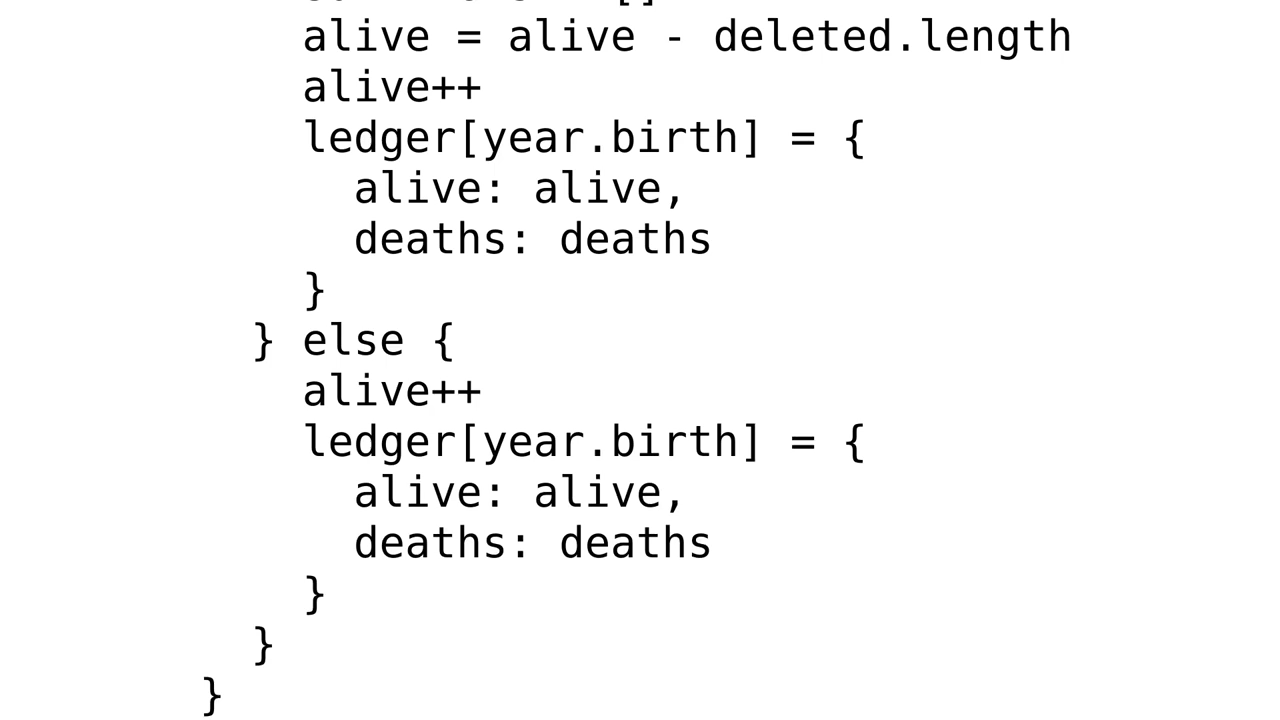 alive = alive - deleted.length
alive++
ledger[year.birth] = {
alive: alive,
deaths: deaths
}
} else {
alive++
ledger[year.birth] = {
alive: alive,
deaths: deaths
}
}
}